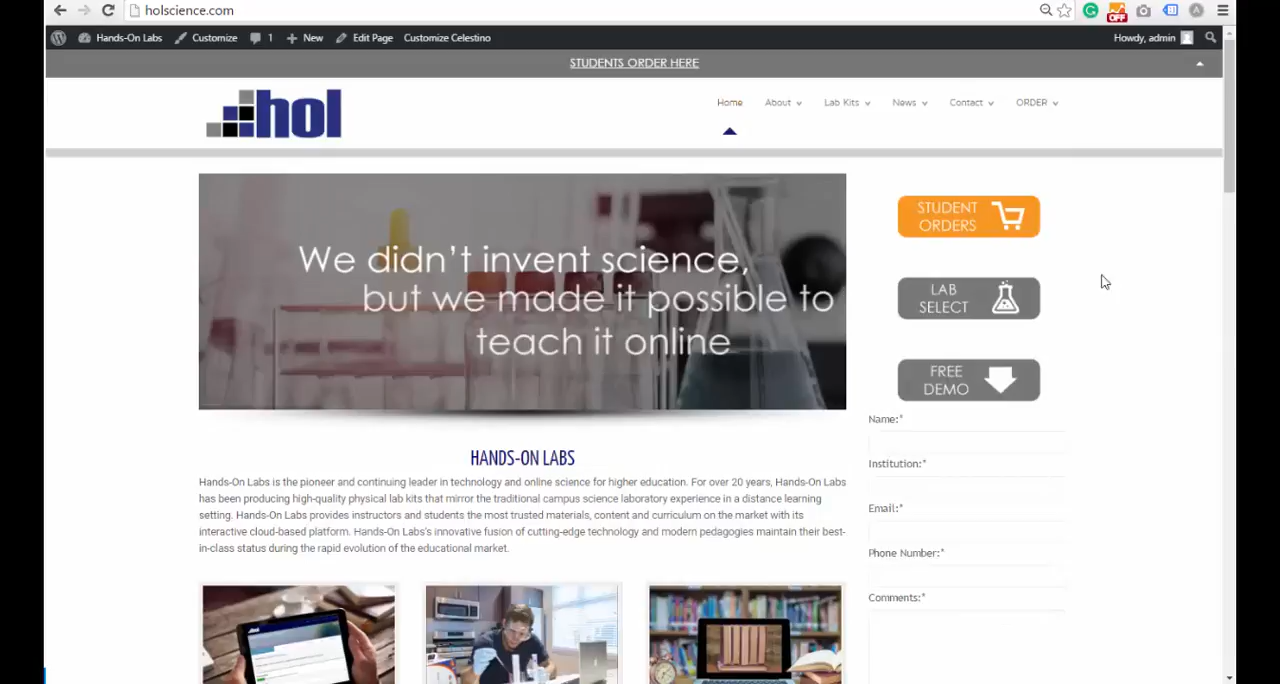 holscience.com
OFF
A
Hands-On Labs Customize 1 New Edit Page Customize Celestino Howdy, admin
STUDENTS ORDER HERE
hol
Home About Lab Kits News Contact ORDER
We didn't invent science,
but we made it possible to
teach it online
STUDENT
ORDERS
LAB
SELECT
FREE
DEMO
Name:*
Institution:*
Email:*
Phone Number:*
Comments:*
HANDS-ON LABS
Hands-On Labs is the pioneer and continuing leader in technology and online science for higher education. For over 20 years, Hands-On Labs
has been producing high-quality physical lab kits that mirror the traditional campus science laboratory experience in a distance learning
setting. Hands-On Labs provides instructors and students the most trusted materials, content and curriculum on the market with its
interactive cloud-based platform. Hands-On Labs's innovative fusion of cutting-edge technology and modern pedagogies maintain their best-
in-class status during the rapid evolution of the educational market.